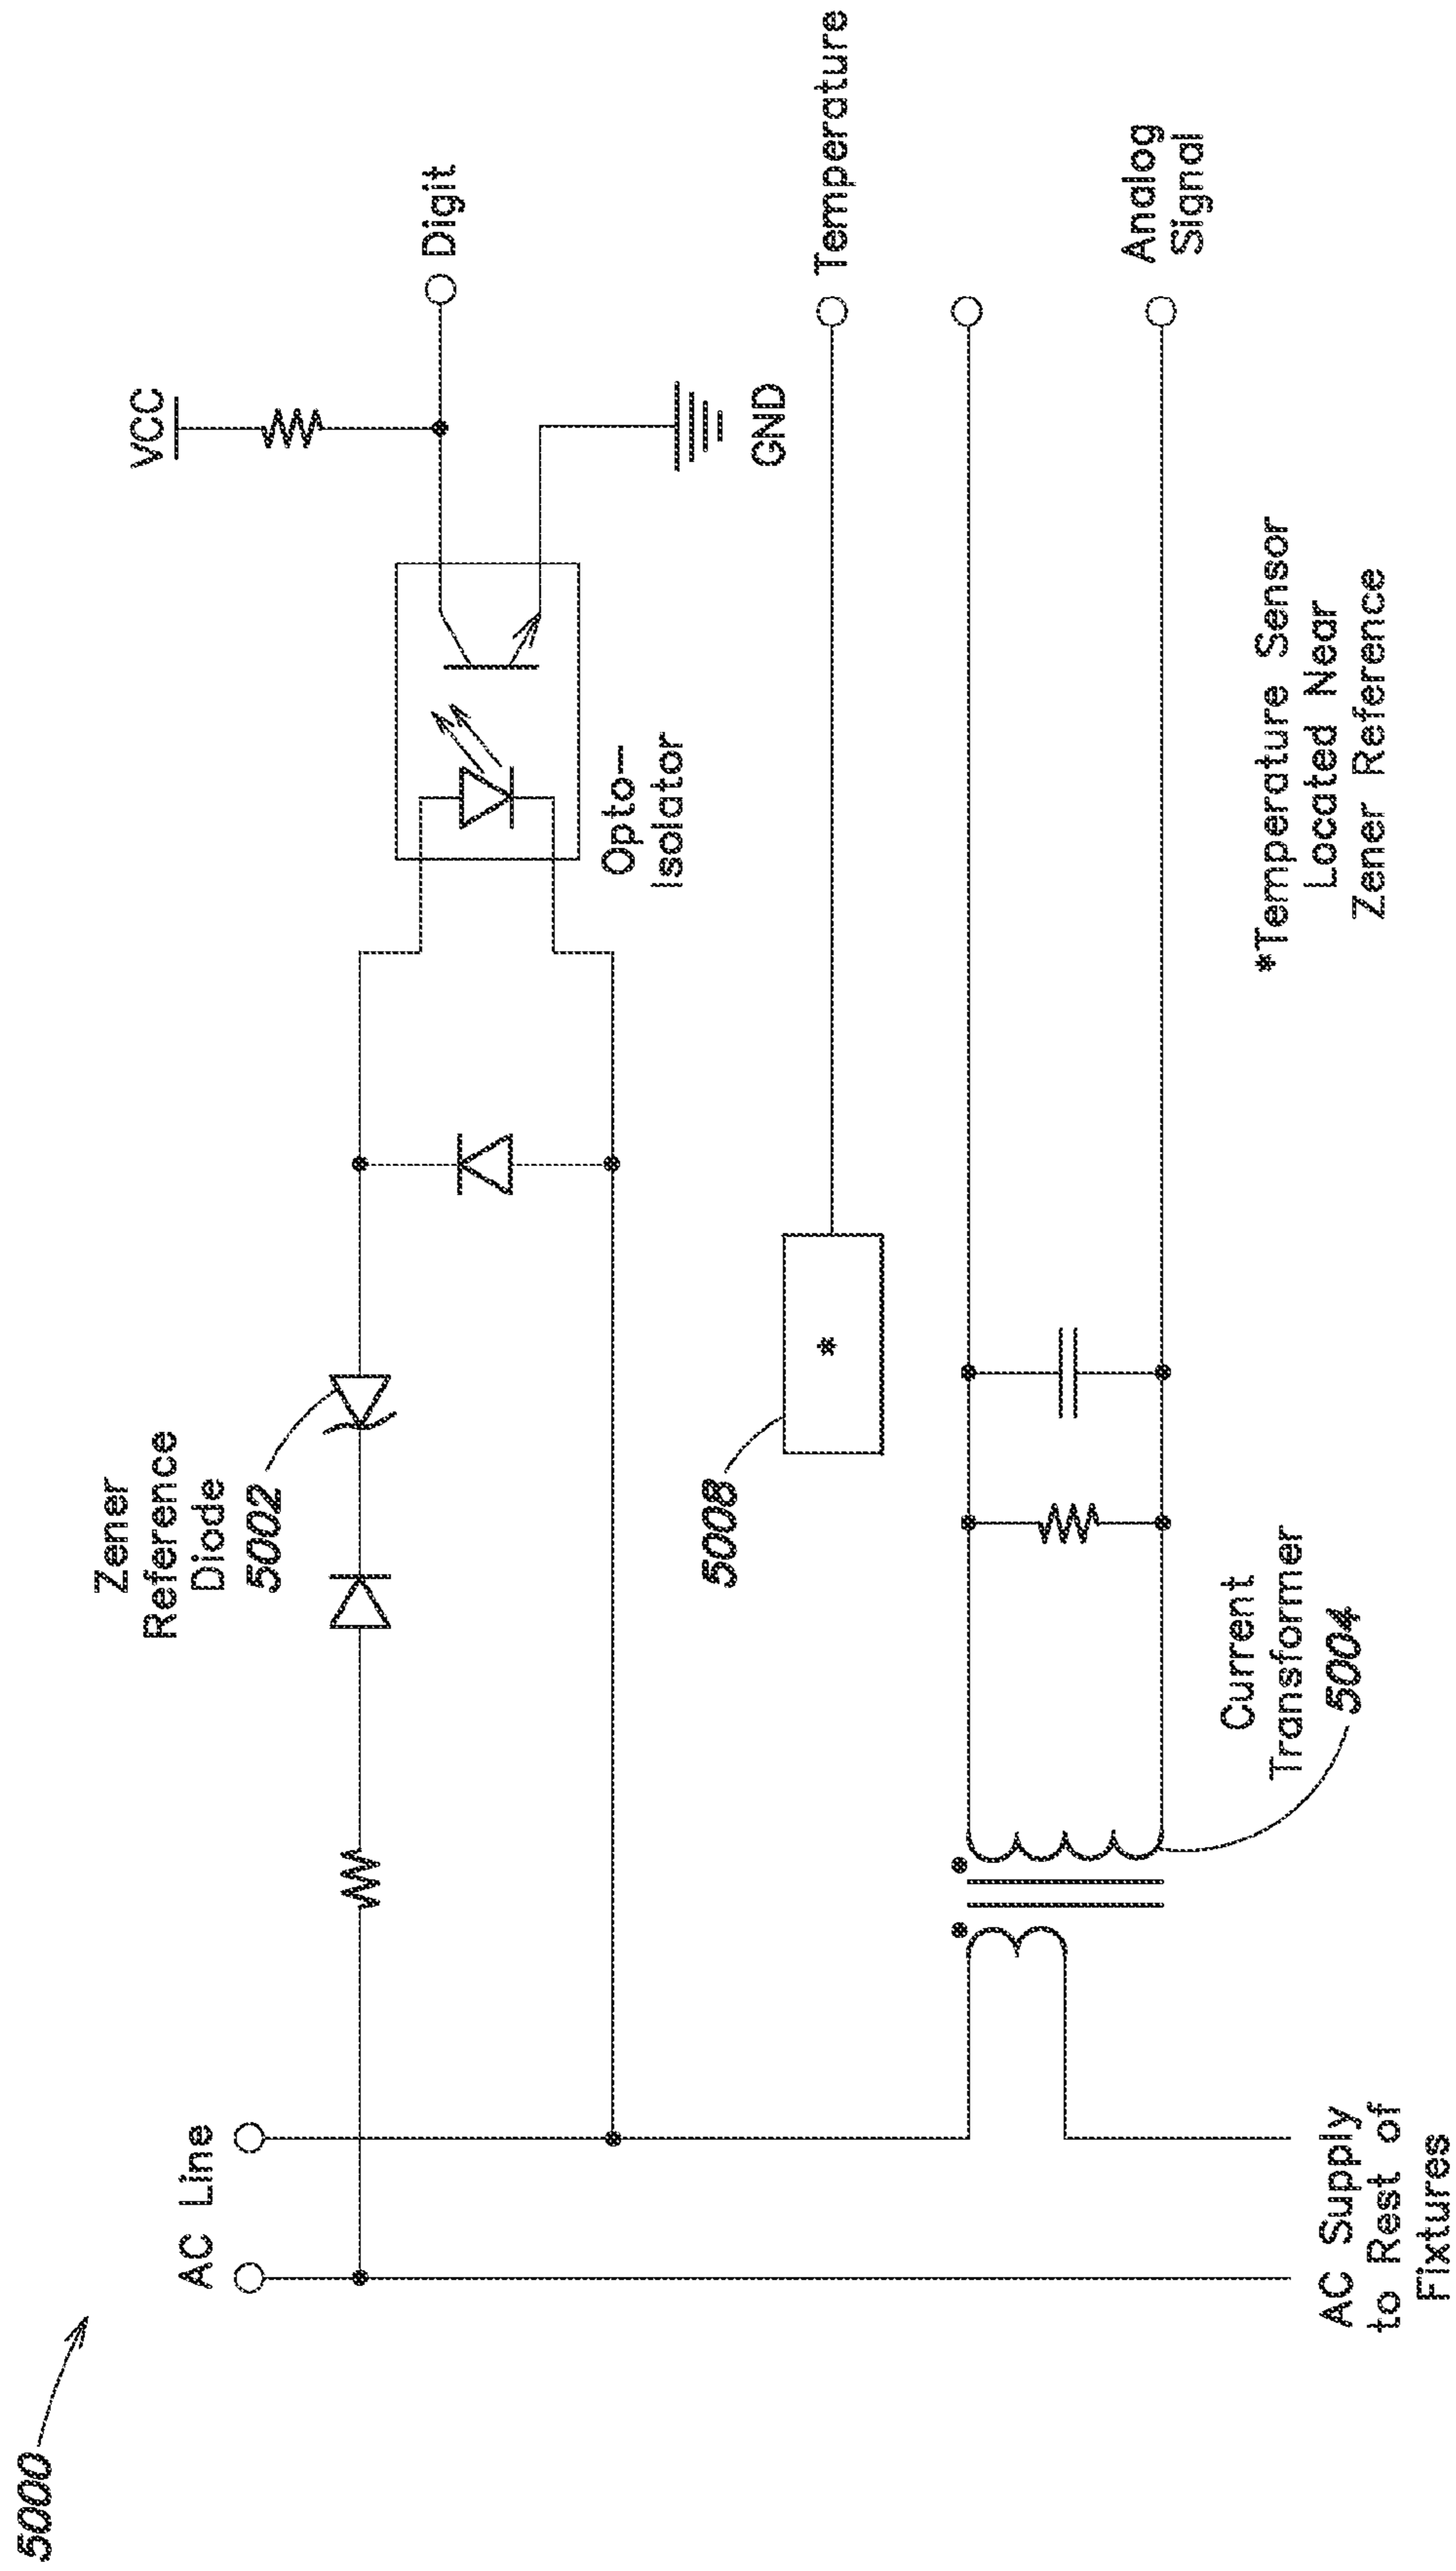 5000
AC Line
Zener
Reference
Diode
5002
VCC
Digit
Opto-
Isolator
GND
5008
*
Temperature
Current
Transformer
5004
Analog
Signal
*Temperature Sensor
Located Near
Zener Reference
AC Supply
to Rest of
Fixtures